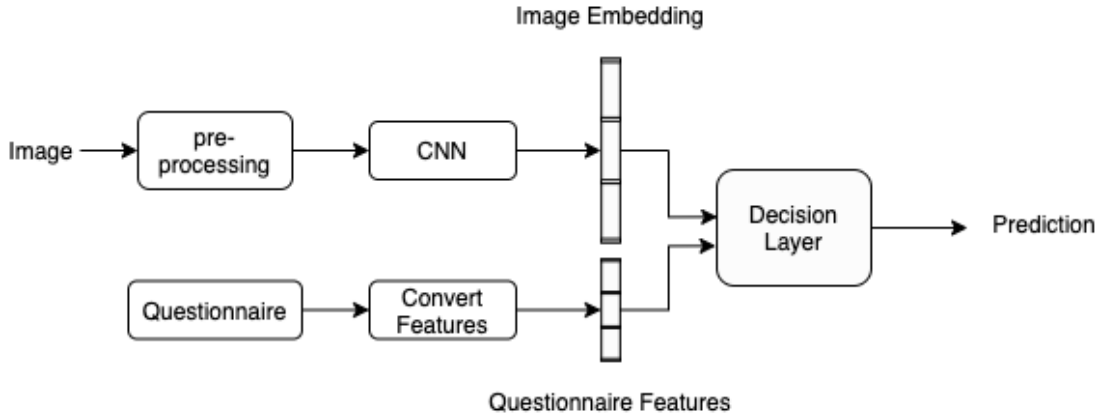 Image Embedding
Image
pre-
processing
CNN
Decision
Layer
Prediction
Questionnaire
Convert
Features
Questionnaire Features